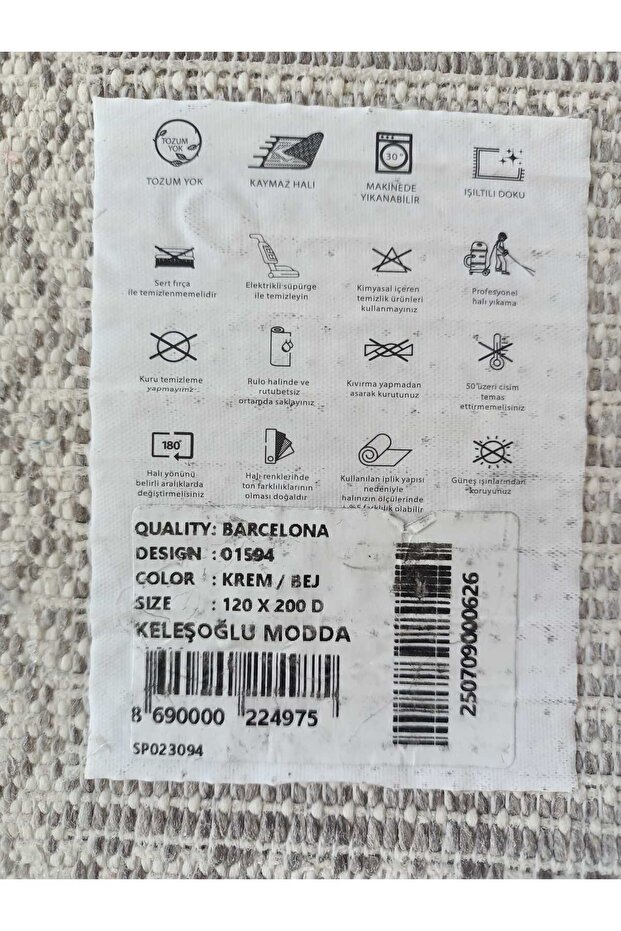 TOZUM
YOK
30°
TOZUM YOK
KAYMAZ HALI
MAKİNEDE
YIKANABİLİR
IŞILTILI DOKU
Sert fırça
ile temizlenmemelidir
Elektrikli süpürge
ile temizleyin
Kimyasal içeren
temizlik ürünleri
kullanmayınız
Profesyonel
halı yıkama
Kuru temizleme
yapmayınız
Rulo halinde ve
rutubetsiz
ortamda saklayınız
Kıvırma yapmadan
asarak kurutunuz
50°üzeri cisim
temas
ettirmemelisiniz
180°
Halı yönünü
belirli aralıklarda
değiştirmelisiniz
Halı renklerinde
ton farklılıklarının
olması doğaldır
Kullanılan iplik yapısı
nedeniyle
halınızın ölçülerinde
%5 farklılık olabilir
Güneş ışınlarından
koruyunuz
QUALITY: BARCELONA
DESIGN : 01594
COLOR : KREM / BEJ
SIZE : 120 X 200 D
KELEŞOĞLU MODDA
8 690000 224975
SP023094
250709000626